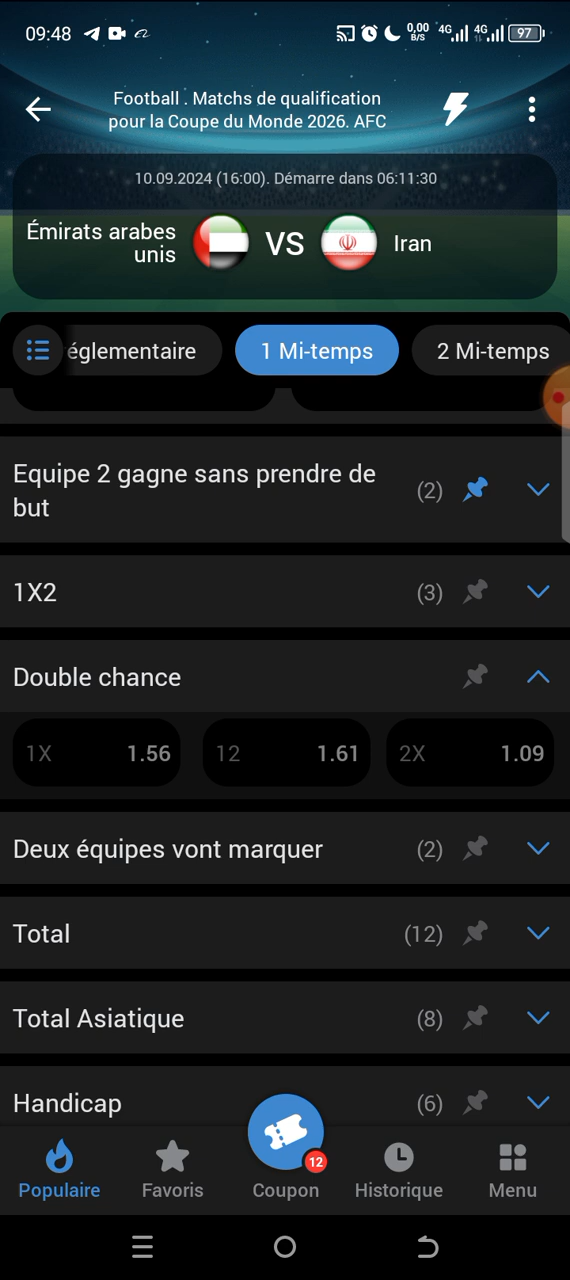 09:48
0,00
B/S
4G
4G
97
Football . Matchs de qualification
pour la Coupe du Monde 2026. AFC
10.09.2024 (16:00). Démarre dans 06:11:30
Émirats arabes
unis
VS
Iran
églementaire
1 Mi-temps
2 Mi-temps
Equipe 2 gagne sans prendre de
but
(2)
1X2
(3)
Double chance
1X 1.56
12 1.61
2X 1.09
Deux équipes vont marquer
(2)
Total
(12)
Total Asiatique
(8)
Handicap
(6)
12
Populaire
Favoris
Coupon
Historique
Menu